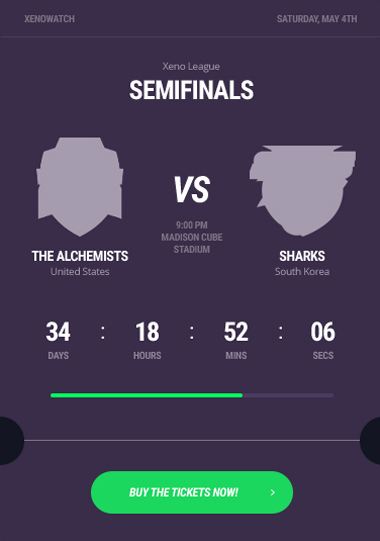 XENOWATCH
SATURDAY, MAY 4TH
Xeno League
SEMIFINALS
VS
9:00 PM
MADISON CUBE
STADIUM
THE ALCHEMISTS
United States
SHARKS
South Korea
34 : 18 : 52 : 06
DAYS HOURS MINS SECS
BUY THE TICKETS NOW!